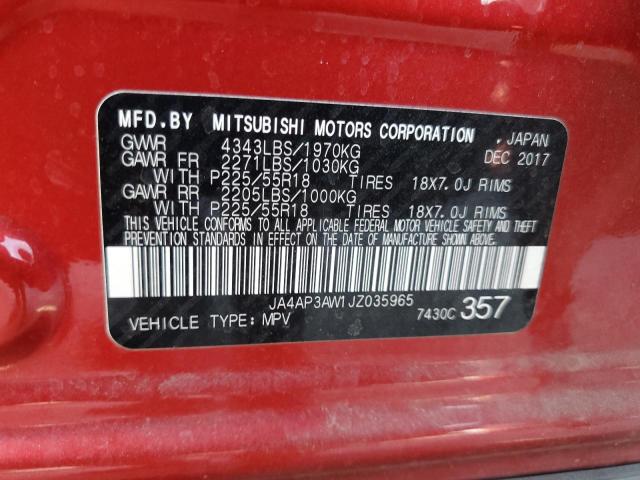 MFD.BY MITSUBISHI MOTORS CORPORATION JAPAN
GVWR 4343LBS/1970KG DEC 2017
GAWR FR 2271LBS/1030KG
WITH P225/55R18 TIRES 18X7.0J RIMS
GAWR RR 2205LBS/1000KG
WITH P225/55R18 TIRES 18X7.0J RIMS
THIS VEHICLE CONFORMS TO ALL APPLICABLE FEDERAL MOTOR VEHICLE SAFETY AND THEFT
PREVENTION STANDARDS IN EFFECT ON THE DATE OF MANUFACTURE SHOWN ABOVE.
JA4AP3AW1JZ035965
VEHICLE TYPE: MPV 7430C 357